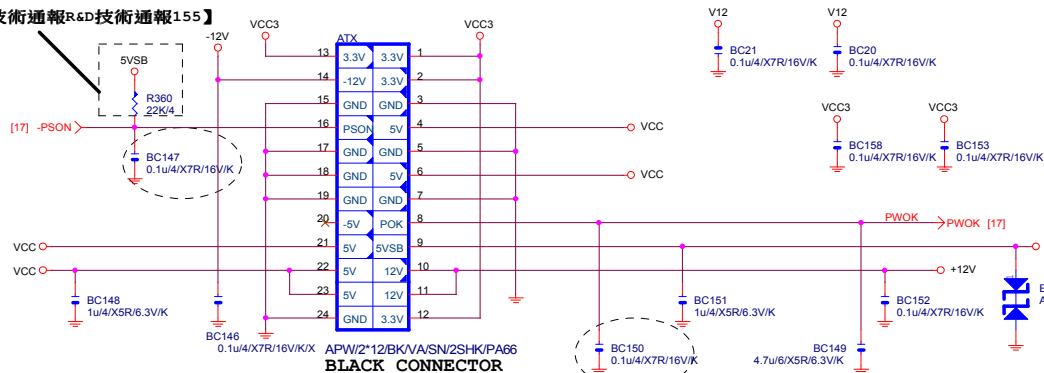 技術通報R&D技術通報155】
5VSB
R360
22K/4
[17] -PSON
BC147
0.1u/4/X7R/16V/K
-12V
VCC3
ATX
VCC3
13 3.3V 3.3V 1
14 -12V 3.3V 2
15 GND GND 3
16 PSON 5V 4
17 GND GND 5
18 GND 5V 6
19 GND GND 7
20 -5V POK 8
21 5V 5VSB 9
22 5V 12V 10
23 5V 12V 11
24 GND 3.3V 12
VCC
VCC
VCC
VCC
BC148
1u/4/X5R/6.3V/K
BC146
0.1u/4/X7R/16V/K/X
APW/2*12/BK/VA/SN/2SHK/PA66
BLACK CONNECTOR
V12
BC21
0.1u/4/X7R/16V/K
V12
BC20
0.1u/4/X7R/16V/K
VCC3
BC158
0.1u/4/X7R/16V/K
VCC3
BC153
0.1u/4/X7R/16V/K
PWOK
PWOK [17]
+12V
BC151
1u/4/X5R/6.3V/K
BC152
0.1u/4/X7R/16V/K
BC150
0.1u/4/X7R/16V/K
BC149
4.7u/6/X5R/6.3V/K